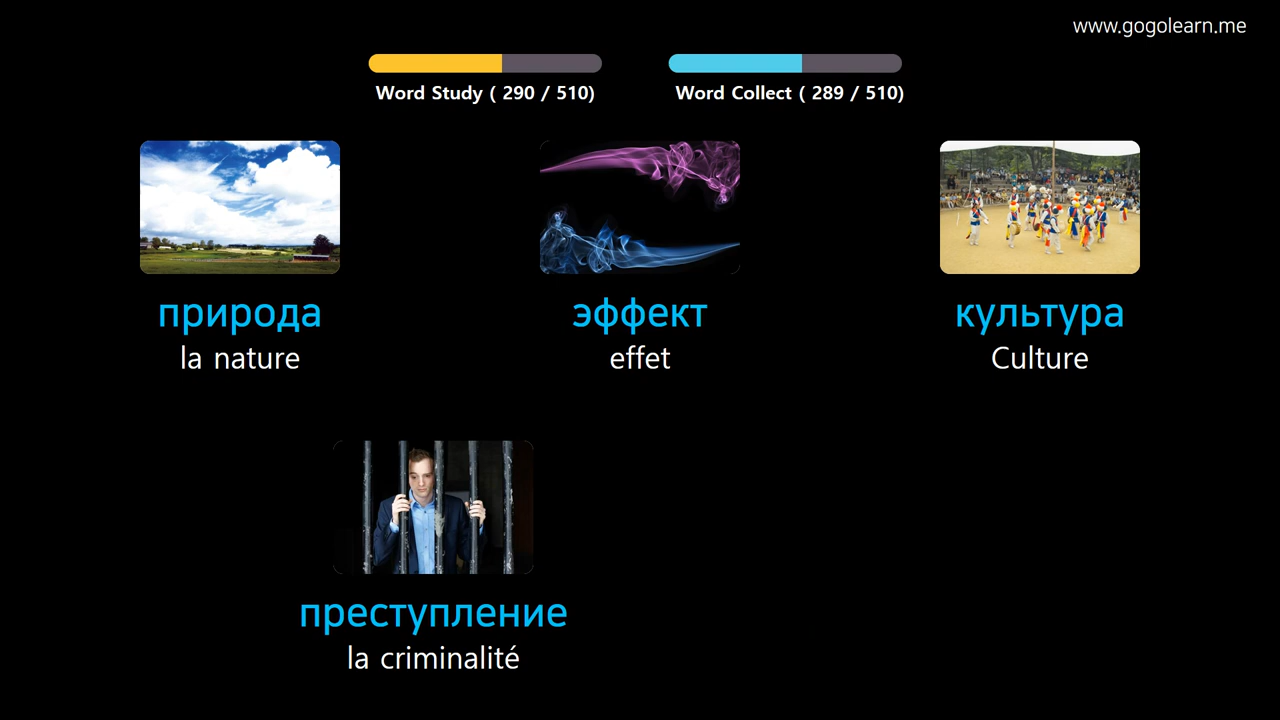 www.gogolearn.me
Word Study ( 290 / 510)
Word Collect ( 289 / 510)
природа
la nature
эффект
effet
культура
Culture
преступление
la criminalité